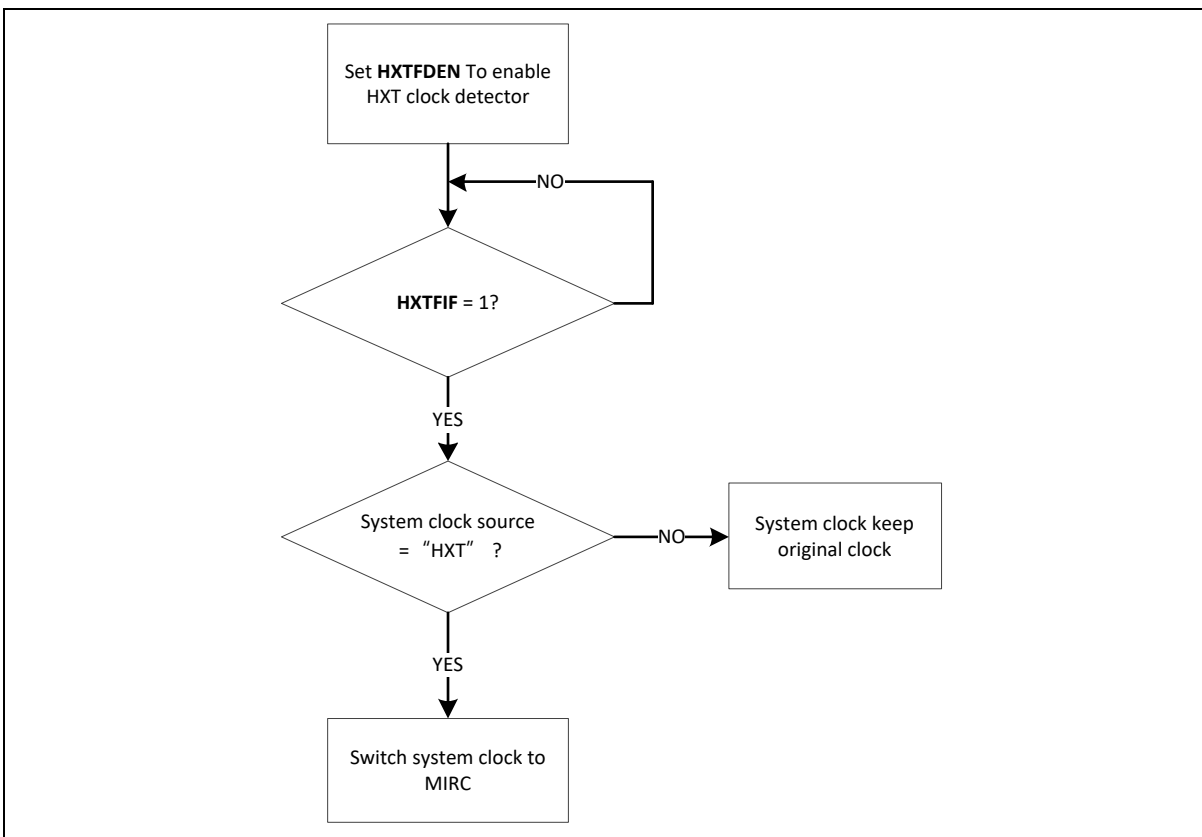 Set HXTFDEN To enable
HXT clock detector
NO
HXTFIF = 1?
YES
System clock source
= “HXT” ?
NO
System clock keep
original clock
YES
Switch system clock to
MIRC